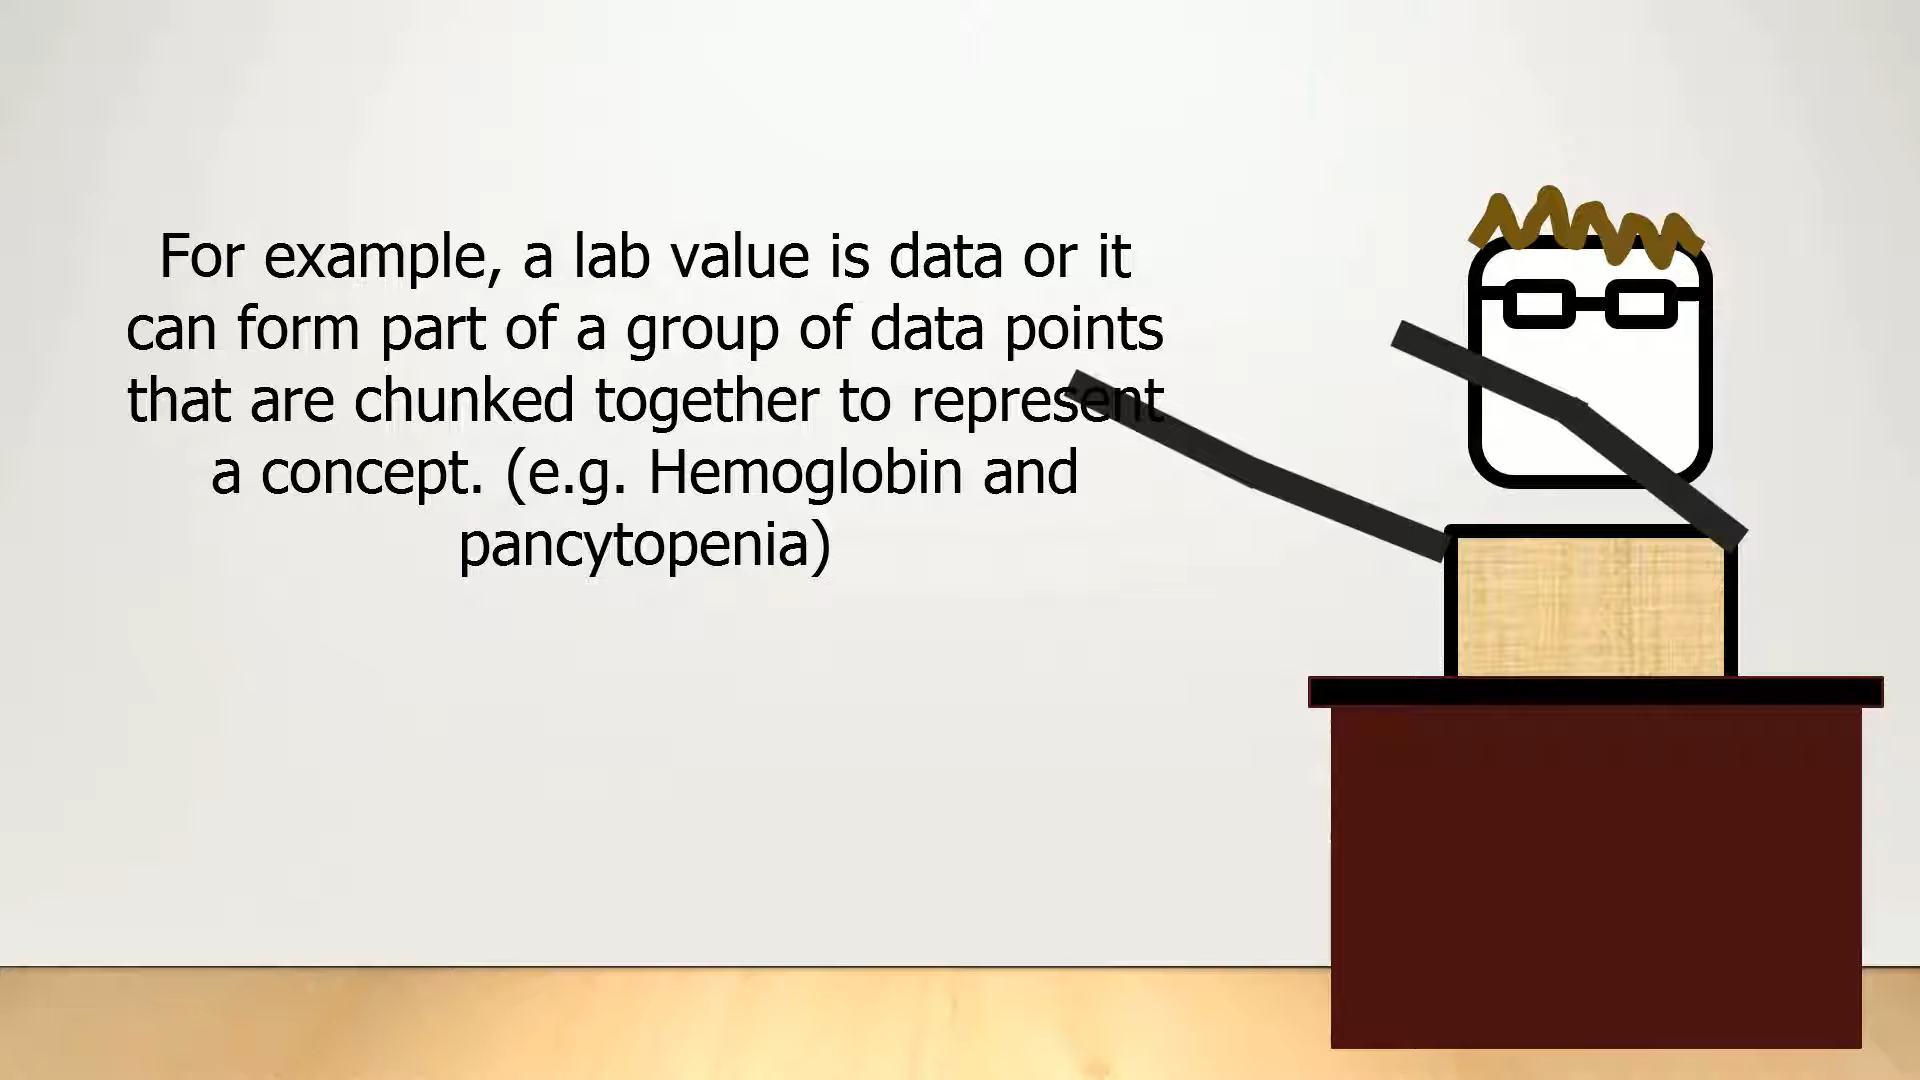 For example, a lab value is data or it
can form part of a group of data points
that are chunked together to represent
a concept. (e.g. Hemoglobin and
pancytopenia)